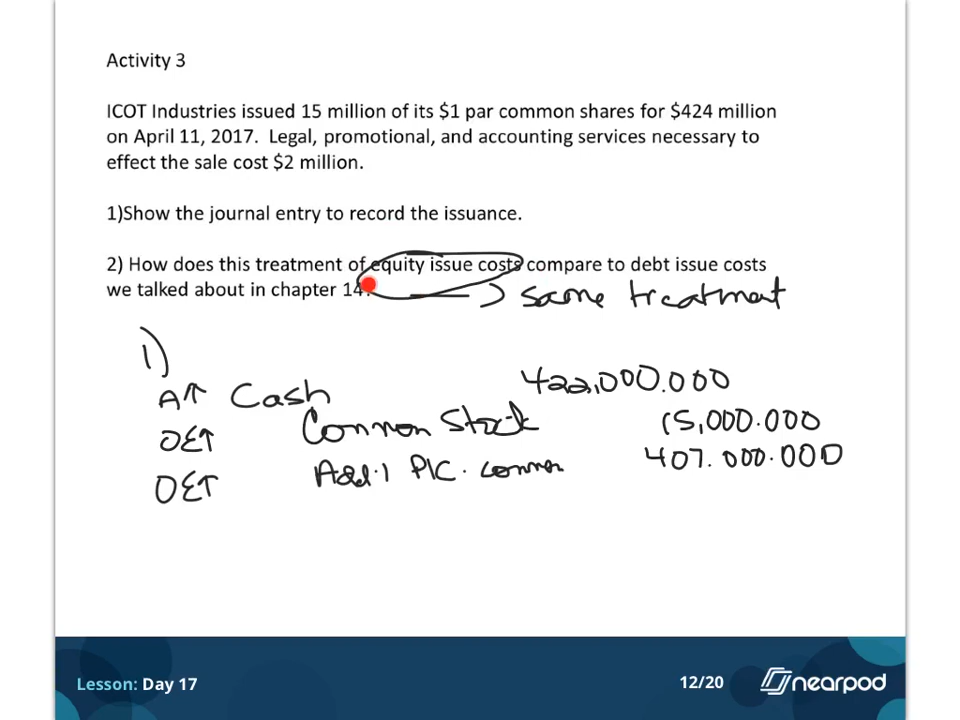 Activity 3
ICOT Industries issued 15 million of its $1 par common shares for $424 million
on April 11, 2017.  Legal, promotional, and accounting services necessary to
effect the sale cost $2 million.
1)Show the journal entry to record the issuance.
2) How does this treatment of equity issue costs compare to debt issue costs
we talked about in chapter 14?
same treatment
1)
A↑ Cash 422,000.000
OE↑ Common Stock 15,000.000
OE↑ Add'l PIC. common 407.000.000
Lesson: Day 17
12/20
nearpod